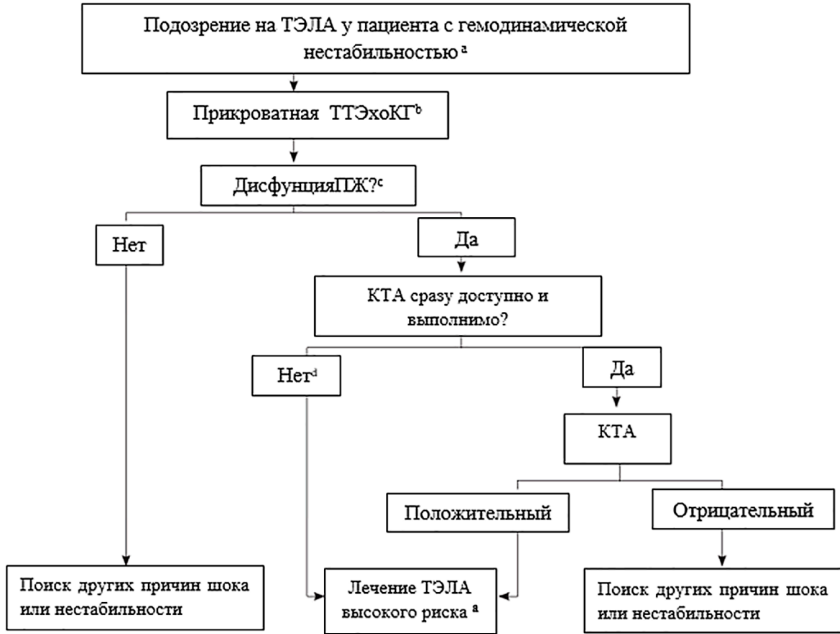 Подозрение на ТЭЛА у пациента с гемодинамической
нестабильностью a
Прикроватная ТТЭхоКГb
ДисфунцияПЖ?c
Нет
Да
КТА сразу доступно и
выполнимо?
Нетd
Да
КТА
Положительный
Отрицательный
Поиск других причин шока
или нестабильности
Лечение ТЭЛА
высокого риска a
Поиск других причин шока
или нестабильности